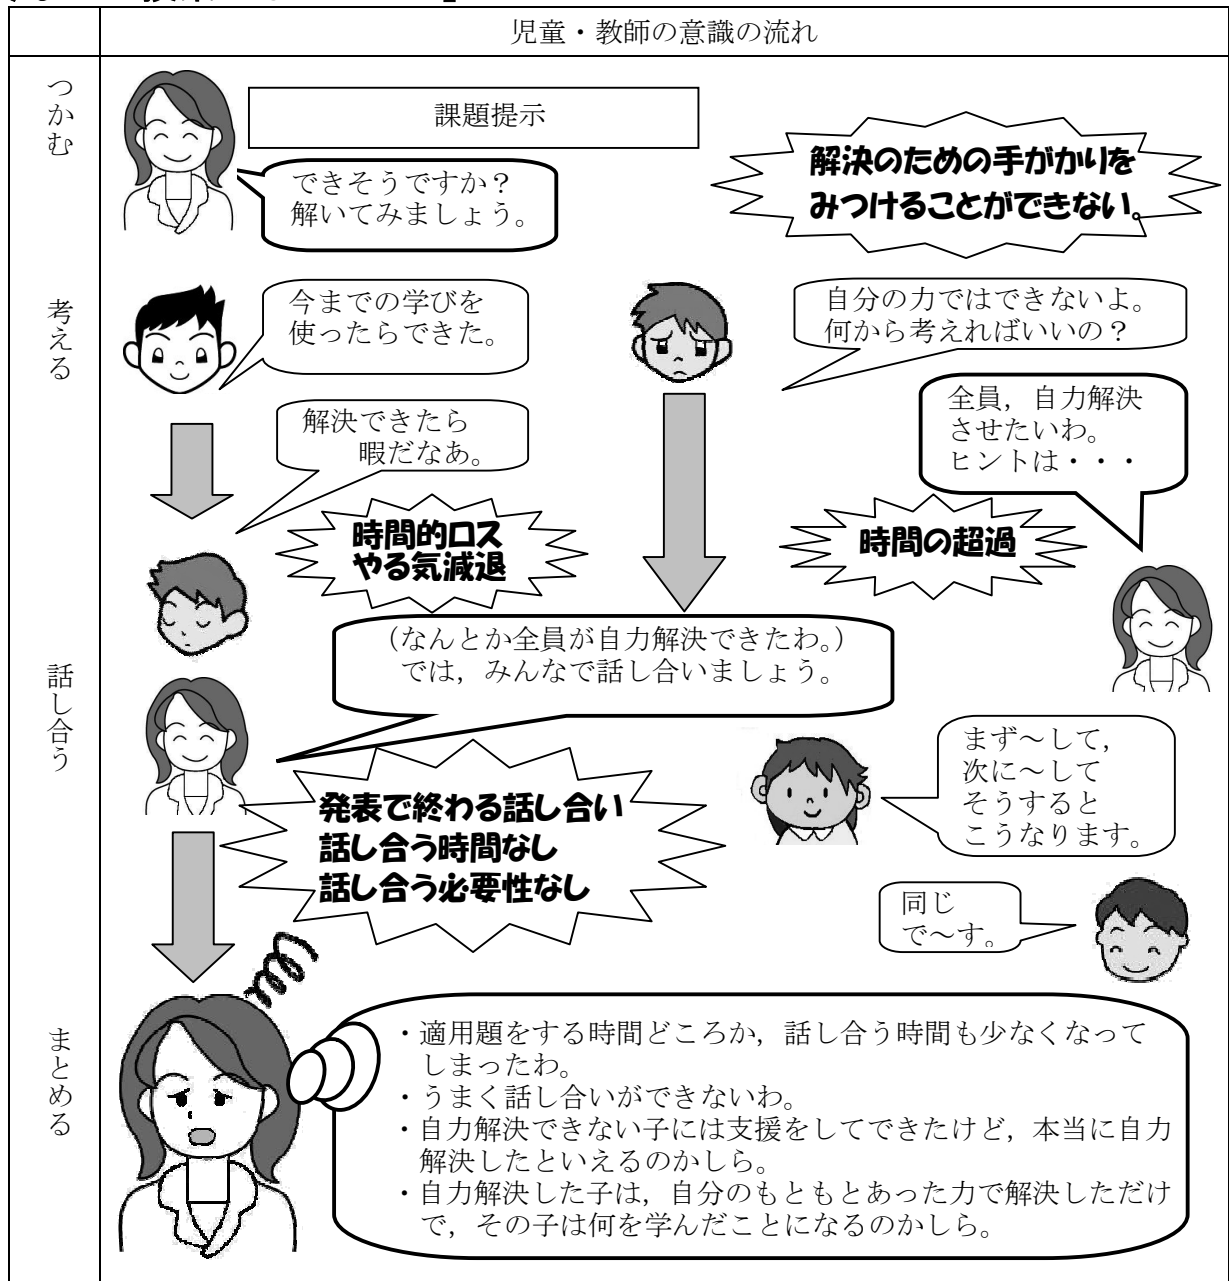 児童・教師の意識の流れ
つかむ
課題提示
できそうですか？
解いてみましょう。
解決のための手がかりを
みつけることができない。
考える
今までの学びを
使ったらできた。
自分の力ではできないよ。
何から考えればいいの？
解決できたら
暇だなあ。
全員，自力解決
させたいわ。
ヒントは・・・
時間的ロス
やる気減退
時間の超過
話し合う
（なんとか全員が自力解決できたわ。）
では，みんなで話し合いましょう。
発表で終わる話し合い
話し合う時間なし
話し合う必要性なし
まず～して，
次に～して
そうすると
こうなります。
同じ
で～す。
まとめる
・適用題をする時間どころか，話し合う時間も少なくなって
しまったわ。
・うまく話し合いができないわ。
・自力解決できない子には支援をしてできたけど，本当に自力
解決したといえるのかしら。
・自力解決した子は，自分のもともとあった力で解決しただけ
で，その子は何を学んだことになるのかしら。